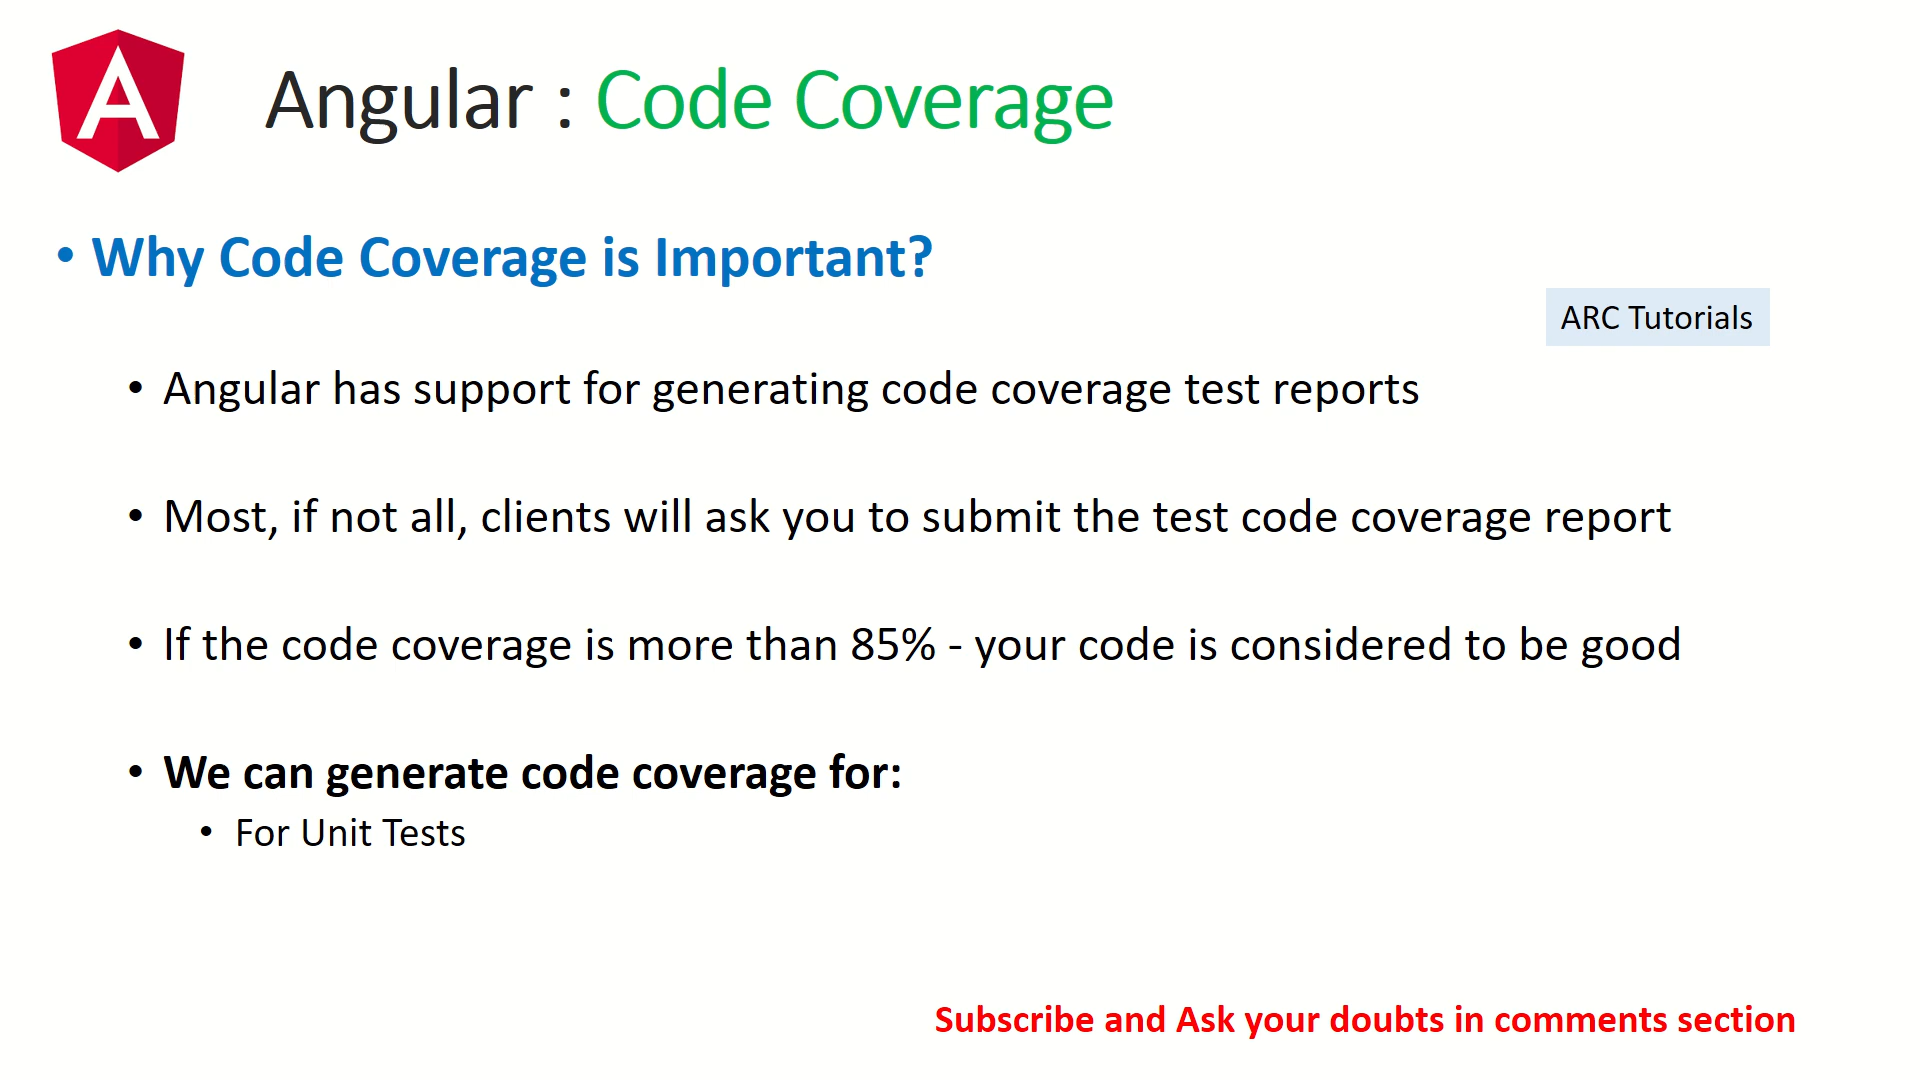 Angular : Code Coverage
• Why Code Coverage is Important?
ARC Tutorials
• Angular has support for generating code coverage test reports
• Most, if not all, clients will ask you to submit the test code coverage report
• If the code coverage is more than 85% - your code is considered to be good
• We can generate code coverage for:
• For Unit Tests
Subscribe and Ask your doubts in comments section